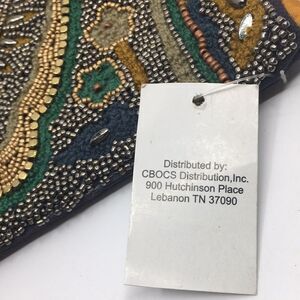 Distributed by:
CBOCS Distribution,Inc.
900 Hutchinson Place
Lebanon TN 37090